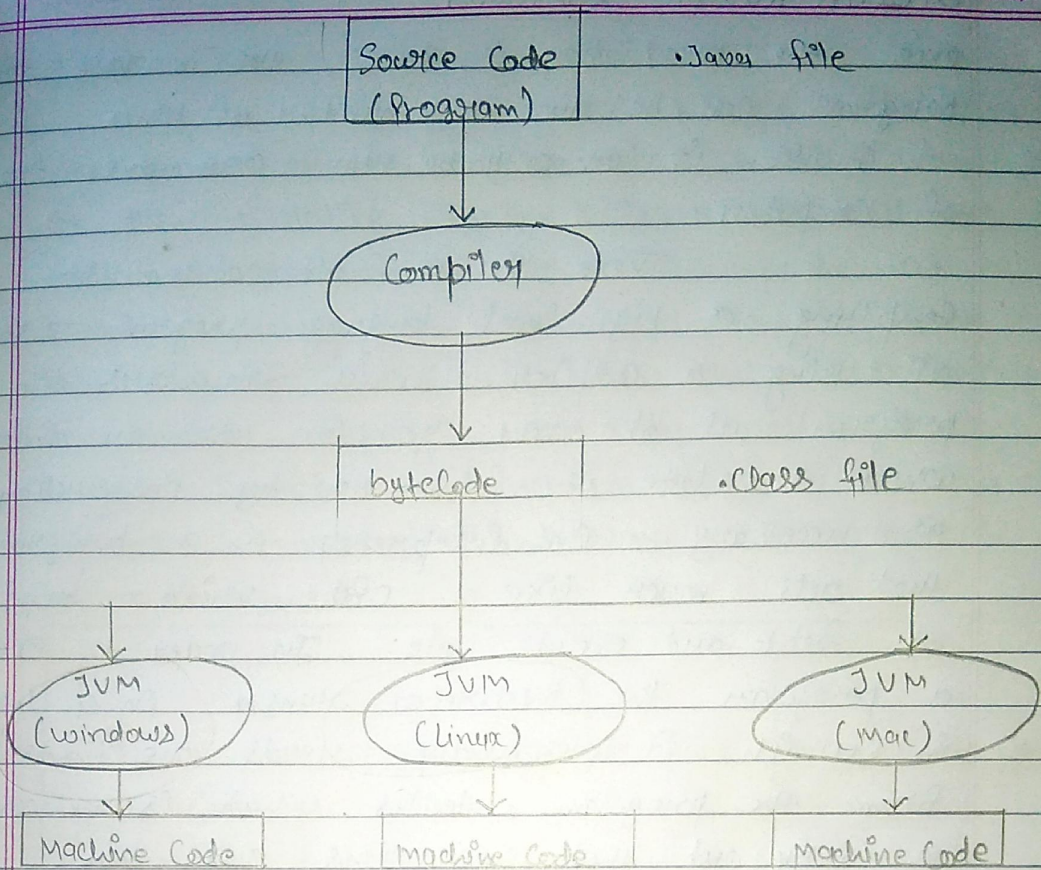 Source Code .Java file
(Program)
Compiler
byteCode .Class file
JVM JVM JVM
(windows) (Linux) (Mac)
Machine Code Machine Code Machine Code